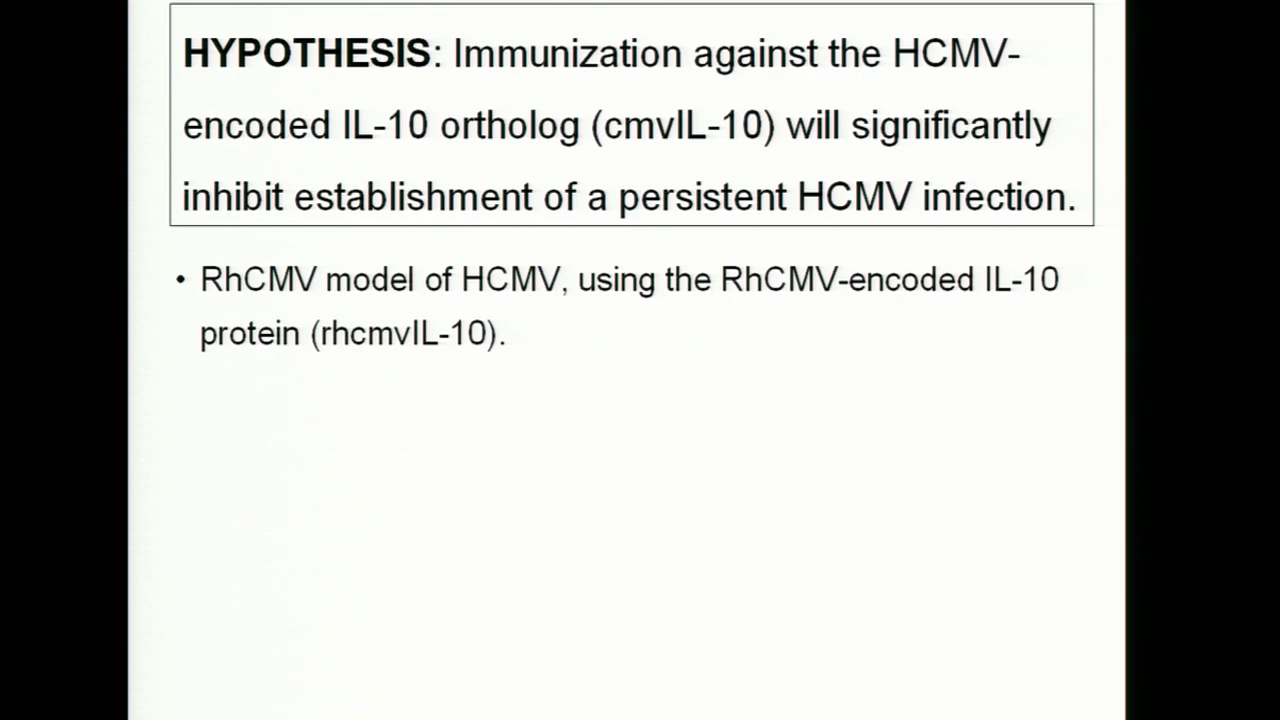 HYPOTHESIS: Immunization against the HCMV-
encoded IL-10 ortholog (cmvIL-10) will significantly
inhibit establishment of a persistent HCMV infection.
• RhCMV model of HCMV, using the RhCMV-encoded IL-10
protein (rhcmvIL-10).